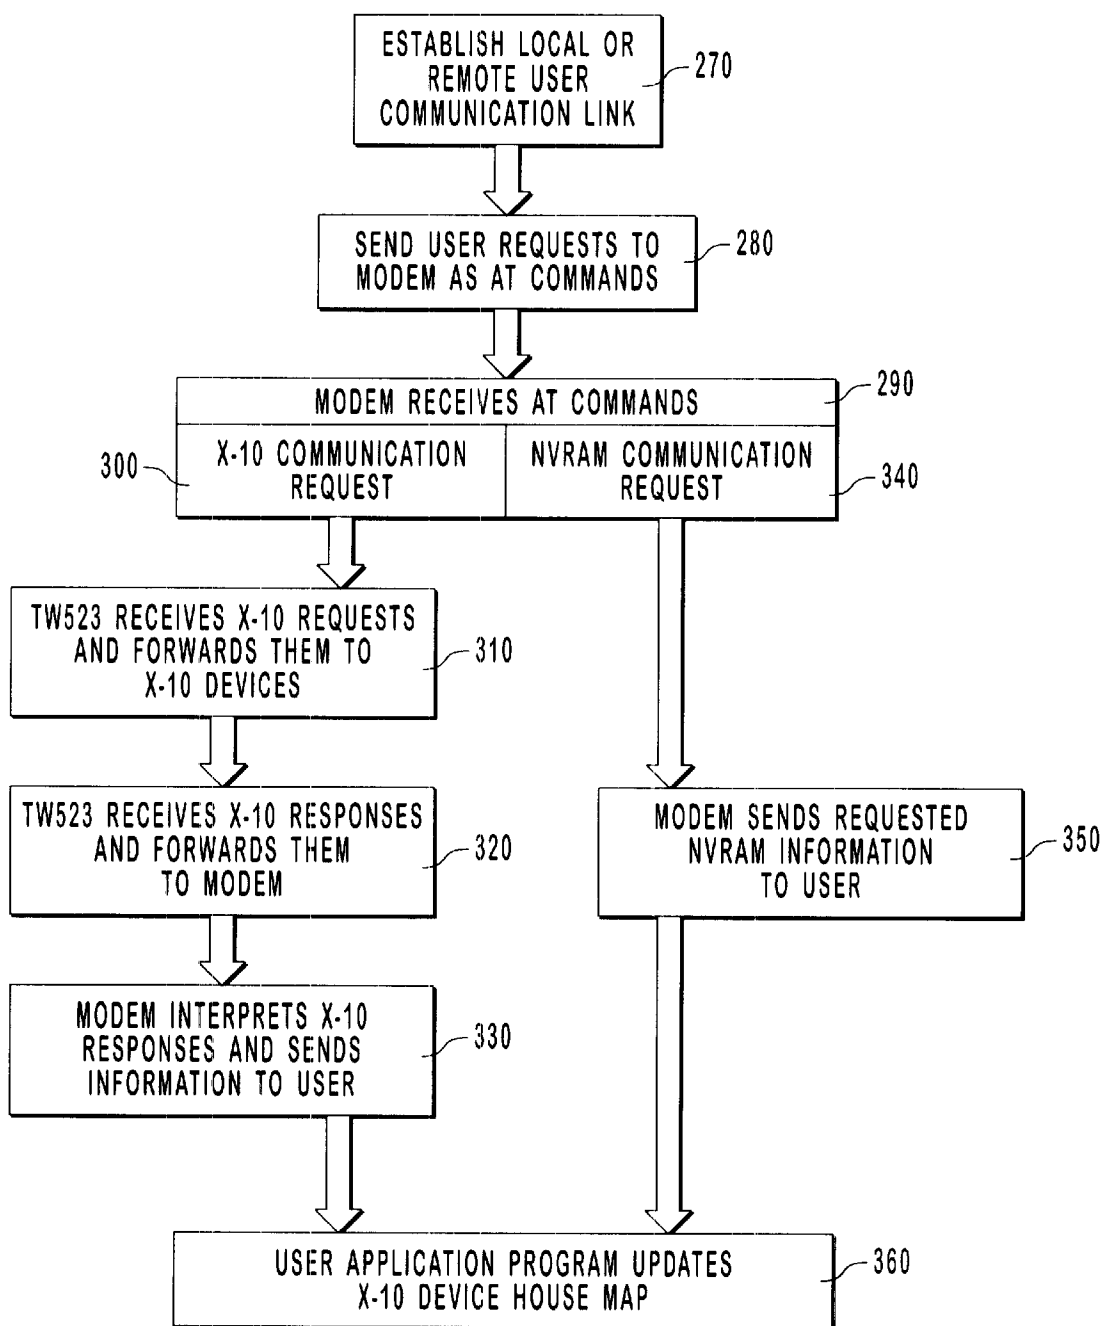 ESTABLISH LOCAL OR
REMOTE USER
COMMUNICATION LINK
270
SEND USER REQUESTS TO
MODEM AS AT COMMANDS
280
MODEM RECEIVES AT COMMANDS
290
X-10 COMMUNICATION
REQUEST
300
NVRAM COMMUNICATION
REQUEST
340
TW523 RECEIVES X-10 REQUESTS
AND FORWARDS THEM TO
X-10 DEVICES
310
TW523 RECEIVES X-10 RESPONSES
AND FORWARDS THEM
TO MODEM
320
MODEM SENDS REQUESTED
NVRAM INFORMATION
TO USER
350
MODEM INTERPRETS X-10
RESPONSES AND SENDS
INFORMATION TO USER
330
USER APPLICATION PROGRAM UPDATES
X-10 DEVICE HOUSE MAP
360